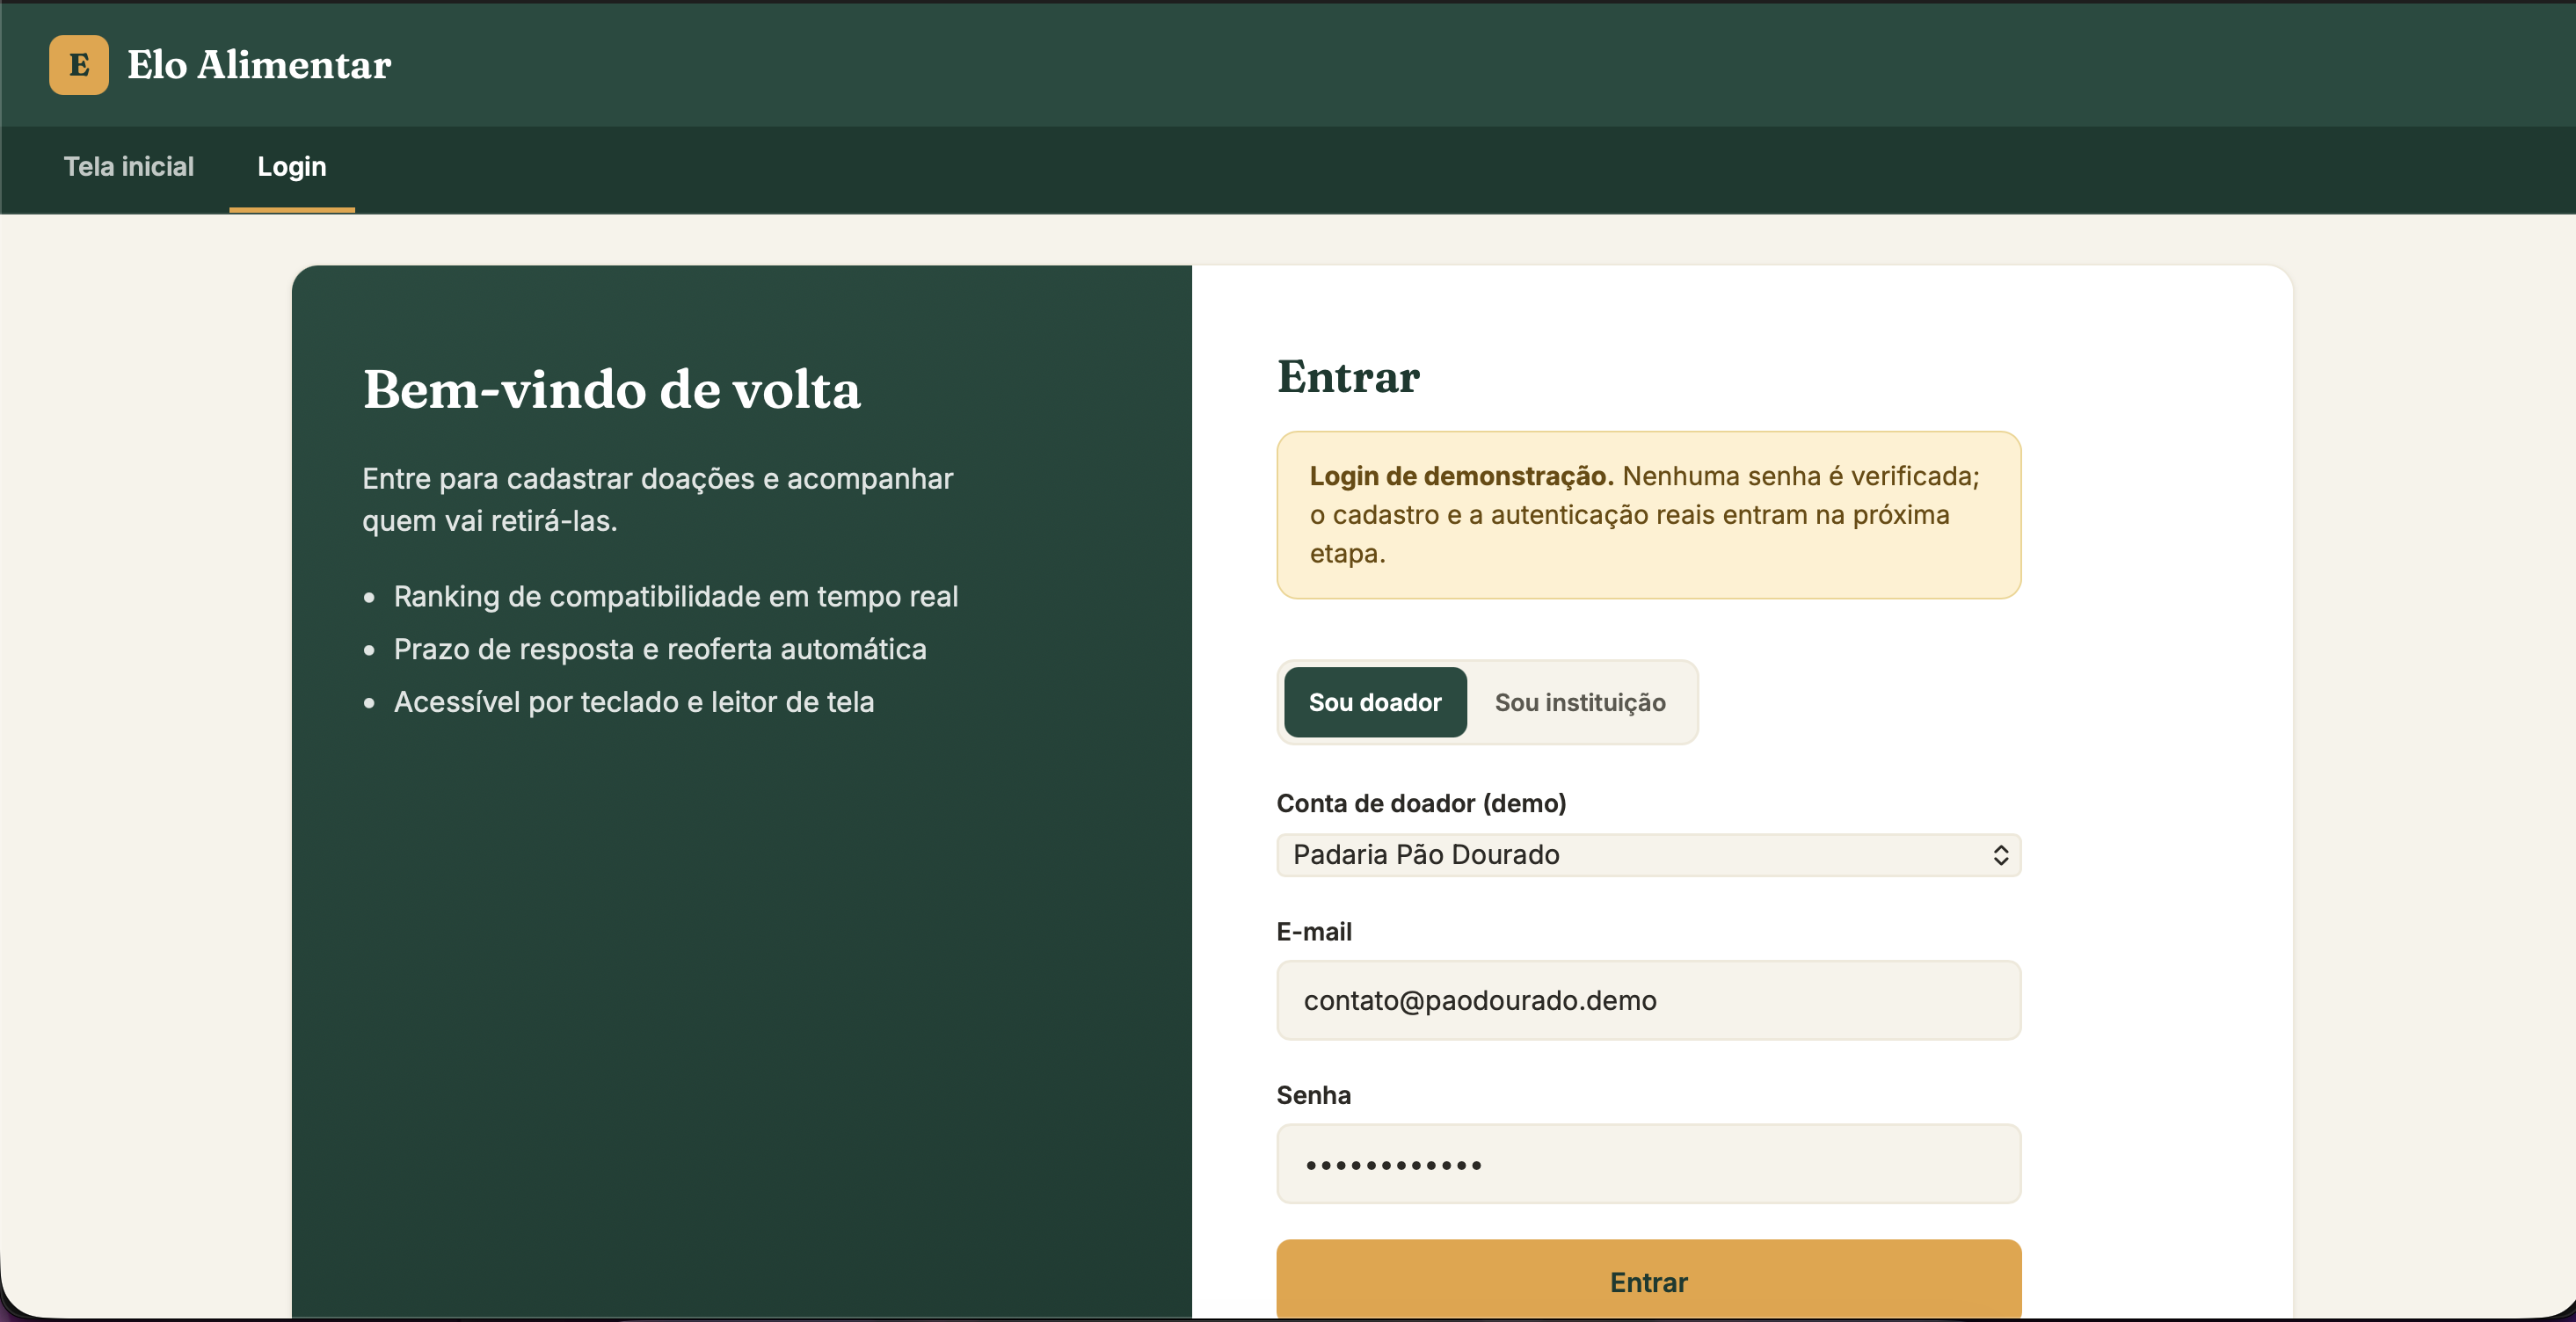 E Elo Alimentar
Tela inicial Login
Bem-vindo de volta
Entre para cadastrar doações e acompanhar
quem vai retirá-las.
• Ranking de compatibilidade em tempo real
• Prazo de resposta e reoferta automática
• Acessível por teclado e leitor de tela
Entrar
Login de demonstração. Nenhuma senha é verificada;
o cadastro e a autenticação reais entram na próxima
etapa.
Sou doador Sou instituição
Conta de doador (demo)
Padaria Pão Dourado
E-mail
contato@paodourado.demo
Senha
••••••••••••
Entrar